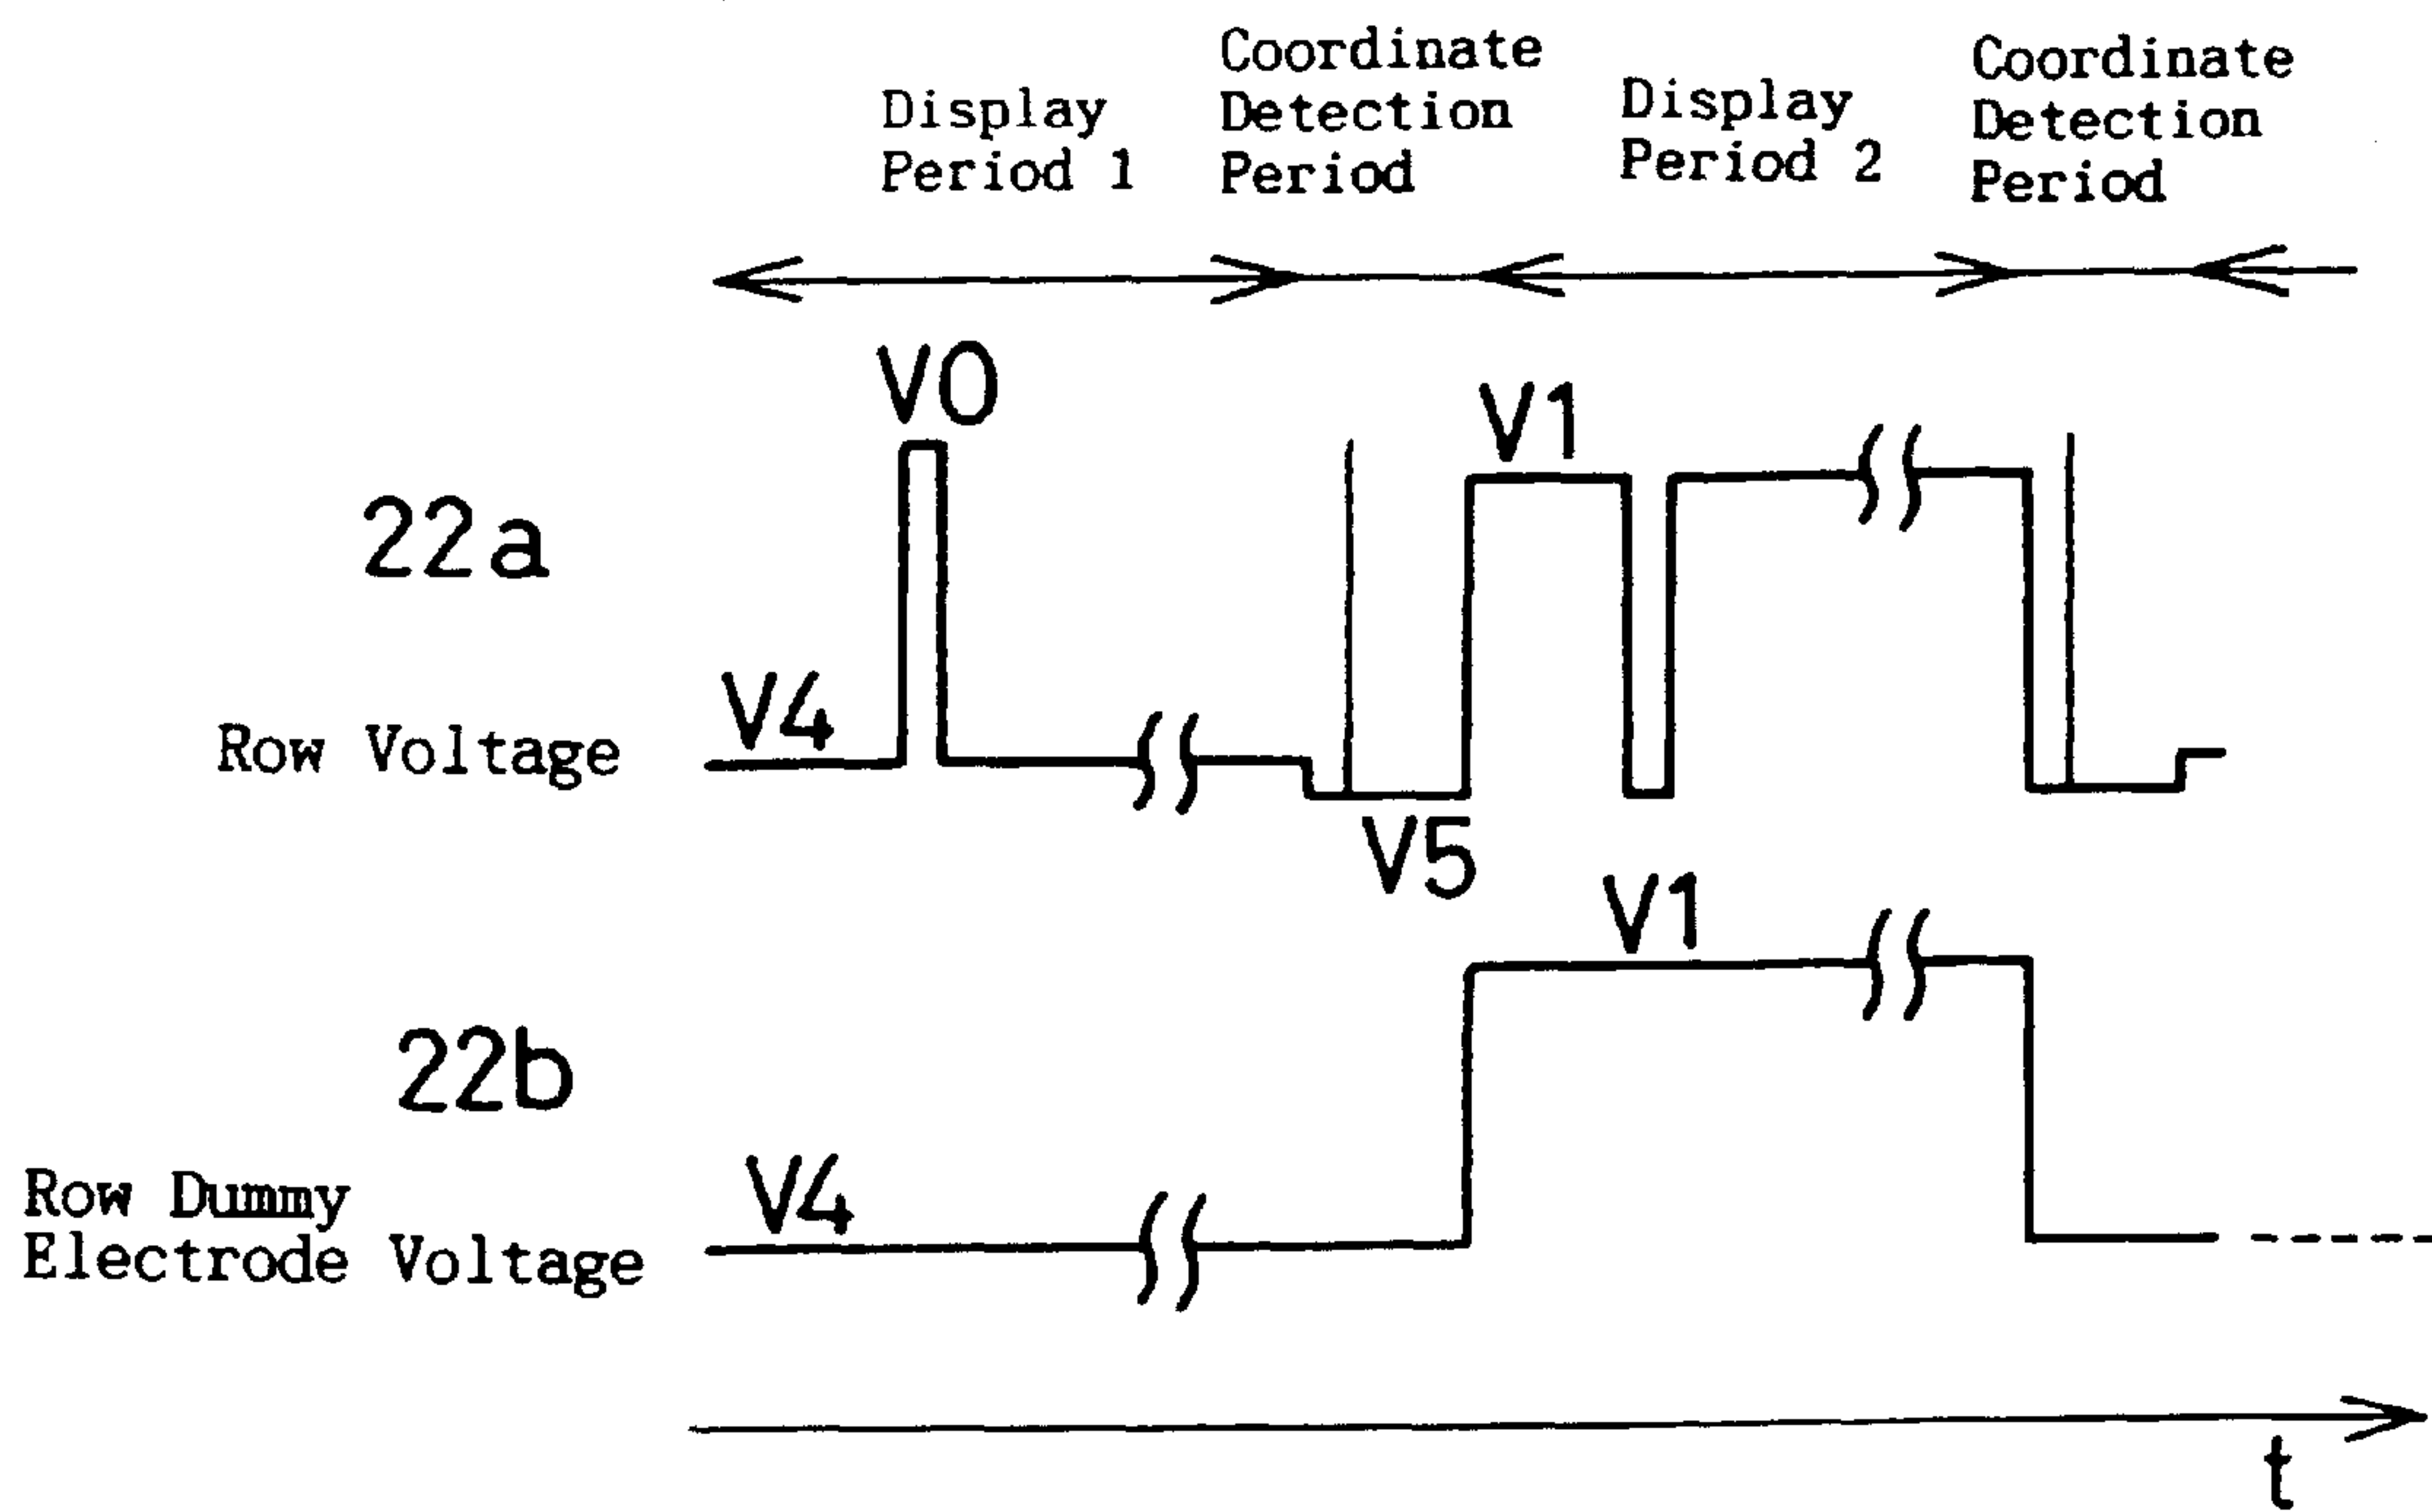 Display
Period 1
Coordinate
Detection
Period
Display
Period 2
Coordinate
Detection
Period
V0
V1
22a
V4
Row Voltage
V5
V1
22b
V4
Row Dummy
Electrode Voltage
t